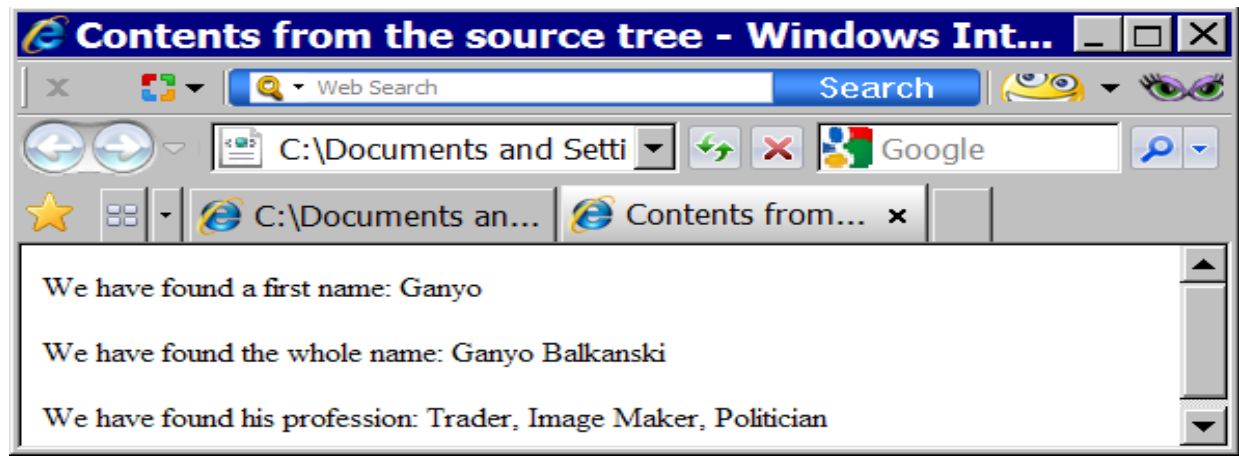 Contents from the source tree - Windows Int...
Web Search Search
C:\Documents and Setti Google
C:\Documents an... Contents from...
We have found a first name: Ganyo
We have found the whole name: Ganyo Balkanski
We have found his profession: Trader, Image Maker, Politician